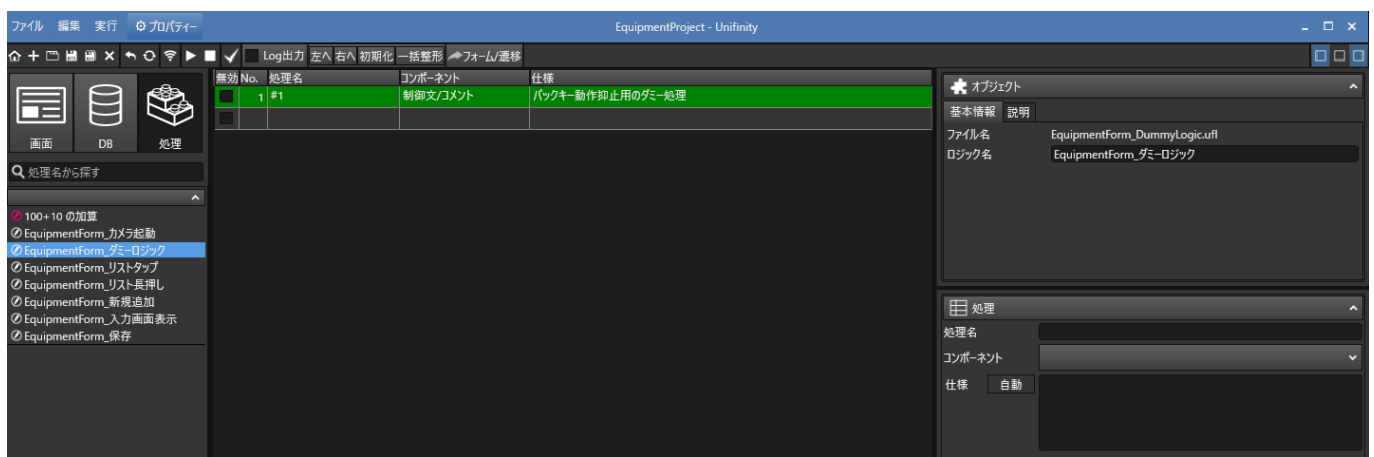 ファイル 編集 実行 プロパティー EquipmentProject - Unifinity
Log出力 左へ 右へ 初期化 一括整形 フォーム/遷移
画面 DB 処理
処理名から探す
100+10 の加算
EquipmentForm_カメラ起動
EquipmentForm_ダミーロジック
EquipmentForm_リストタップ
EquipmentForm_リスト長押し
EquipmentForm_新規追加
EquipmentForm_入力画面表示
EquipmentForm_保存
無効 No. 処理名 コンポーネント 仕様
1 #1 制御文/コメント バックキー動作抑止用のダミー処理
オブジェクト
基本情報 説明
ファイル名 EquipmentForm_DummyLogic.ufl
ロジック名 EquipmentForm_ダミーロジック
処理
処理名
コンポーネント
仕様 自動